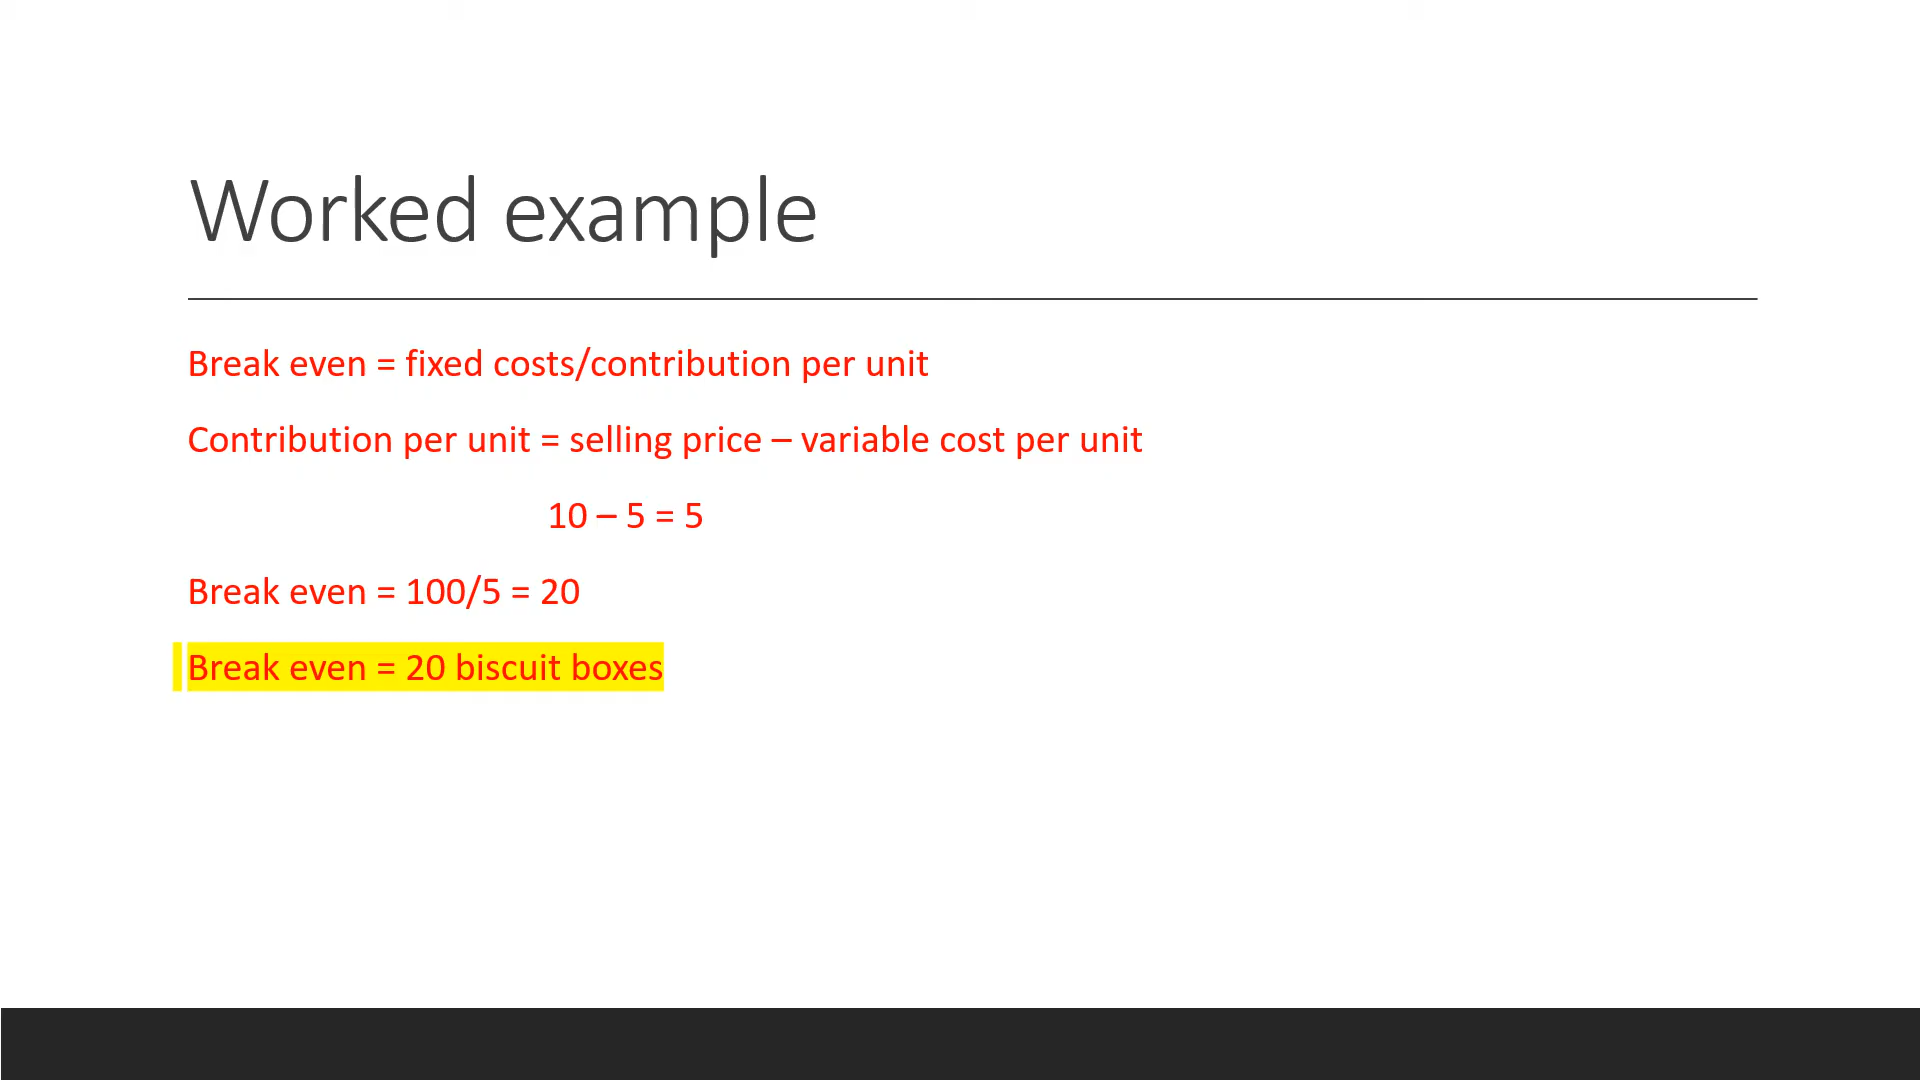 Worked example
Break even = fixed costs/contribution per unit
Contribution per unit = selling price – variable cost per unit
10 – 5 = 5
Break even = 100/5 = 20
Break even = 20 biscuit boxes